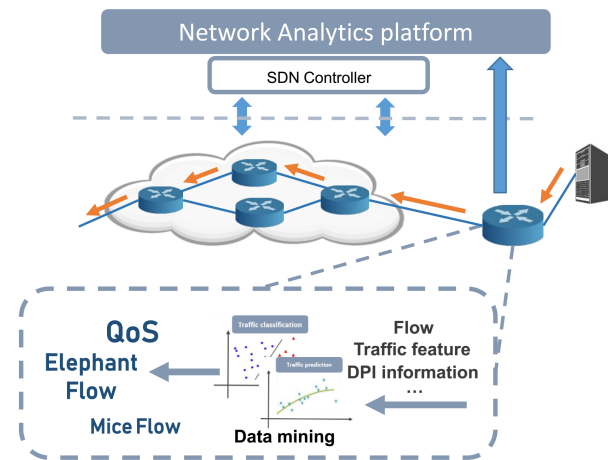 Network Analytics platform
SDN Controller
QoS
Elephant
Flow
Mice Flow
Traffic classification
Traffic prediction
Data mining
Flow
Traffic feature
DPI information
...